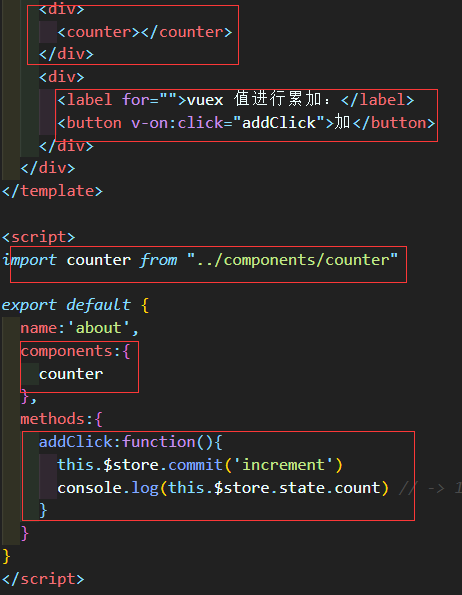 <div>
<counter></counter>
</div>
<div>
<label for="">vuex 值进行累加：</label>
<button v-on:click="addClick">加</button>
</div>
</div>
</template>
<script>
import counter from "../components/counter"
export default {
name:'about',
components:{
counter
},
methods:{
addClick:function(){
this.$store.commit('increment')
console.log(this.$store.state.count) // -> 1
}
}
}
</script>